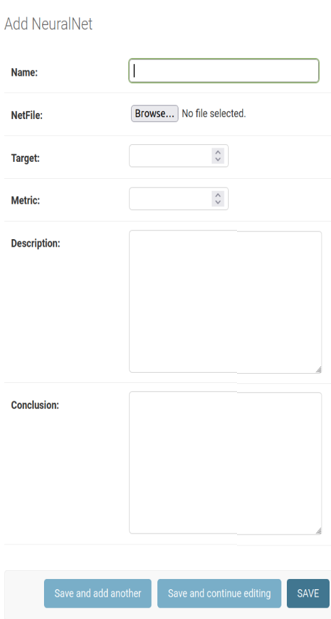 Add NeuralNet
Name:
NetFile:
Browse... No file selected.
Target:
Metric:
Description:
Conclusion:
Save and add another
Save and continue editing
SAVE